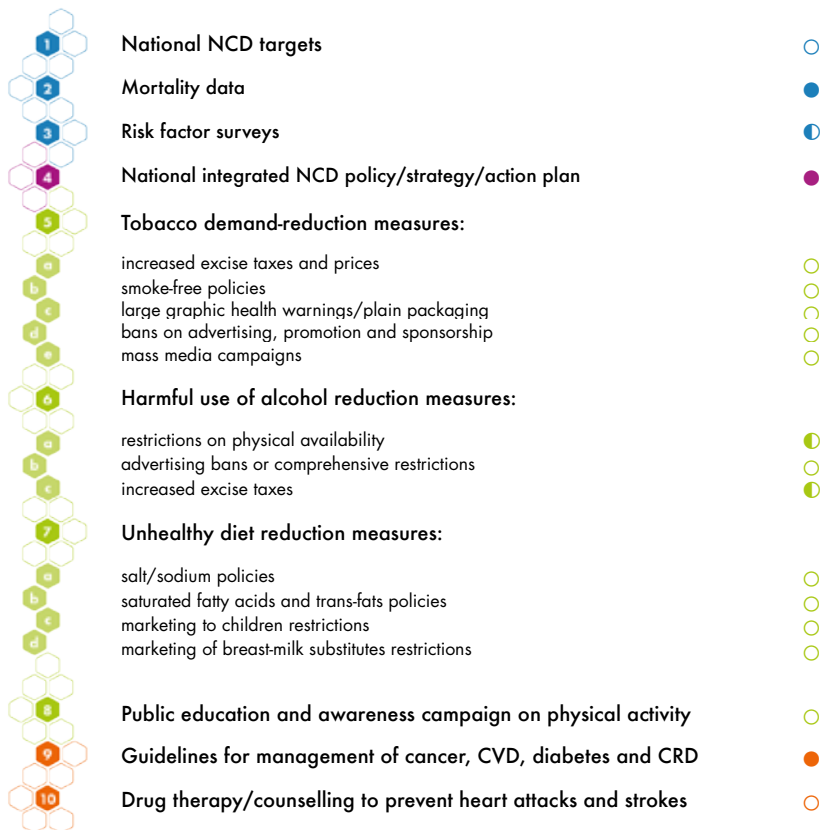 1 National NCD targets
2 Mortality data
3 Risk factor surveys
4 National integrated NCD policy/strategy/action plan
5 Tobacco demand-reduction measures:
a increased excise taxes and prices
b smoke-free policies
c large graphic health warnings/plain packaging
d bans on advertising, promotion and sponsorship
e mass media campaigns
6 Harmful use of alcohol reduction measures:
a restrictions on physical availability
b advertising bans or comprehensive restrictions
c increased excise taxes
7 Unhealthy diet reduction measures:
a salt/sodium policies
b saturated fatty acids and trans-fats policies
c marketing to children restrictions
d marketing of breast-milk substitutes restrictions
8 Public education and awareness campaign on physical activity
9 Guidelines for management of cancer, CVD, diabetes and CRD
10 Drug therapy/counselling to prevent heart attacks and strokes